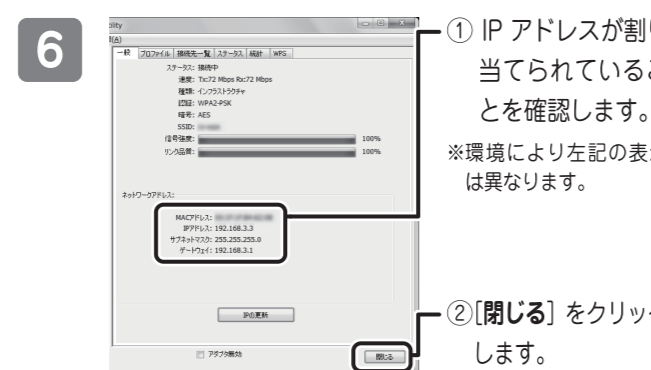 6
ility
(A)
一般 プロファイル 接続先一覧 ステータス 統計 WPS
ステータス: 接続中
速度: Tx:72 Mbps Rx:72 Mbps
種類: インフラストラクチャ
認証: WPA2-PSK
暗号: AES
SSID:
信号強度: 100%
リンク品質: 100%
ネットワークアドレス:
MACアドレス:
IPアドレス: 192.168.3.3
サブネットマスク: 255.255.255.0
ゲートウェイ: 192.168.3.1
IPの更新
アダプタ無効
閉じる
① IP アドレスが割り
当てられているこ
とを確認します。
※環境により左記の表示
は異なります。
②[閉じる] をクリック
します。